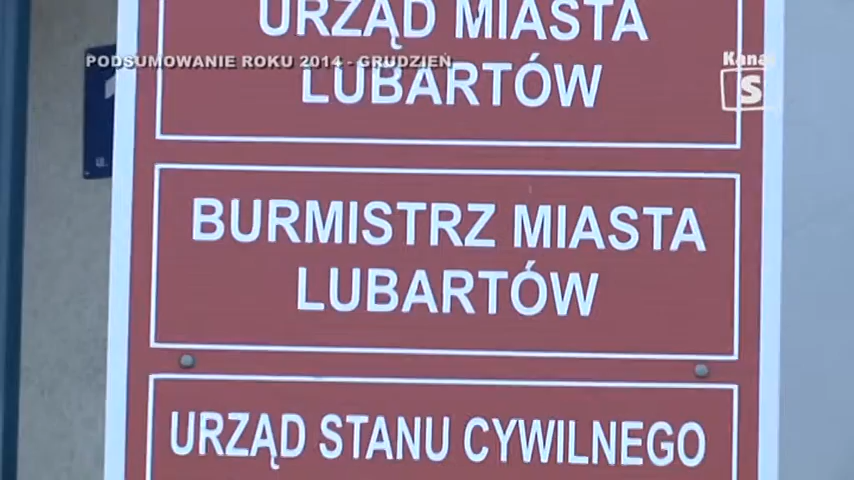 URZĄD MIASTA
LUBARTÓW
PODSUMOWANIE ROKU 2014 - GRUDZIEŃ
Kanał
S
BURMISTRZ MIASTA
LUBARTÓW
URZĄD STANU CYWILNEGO